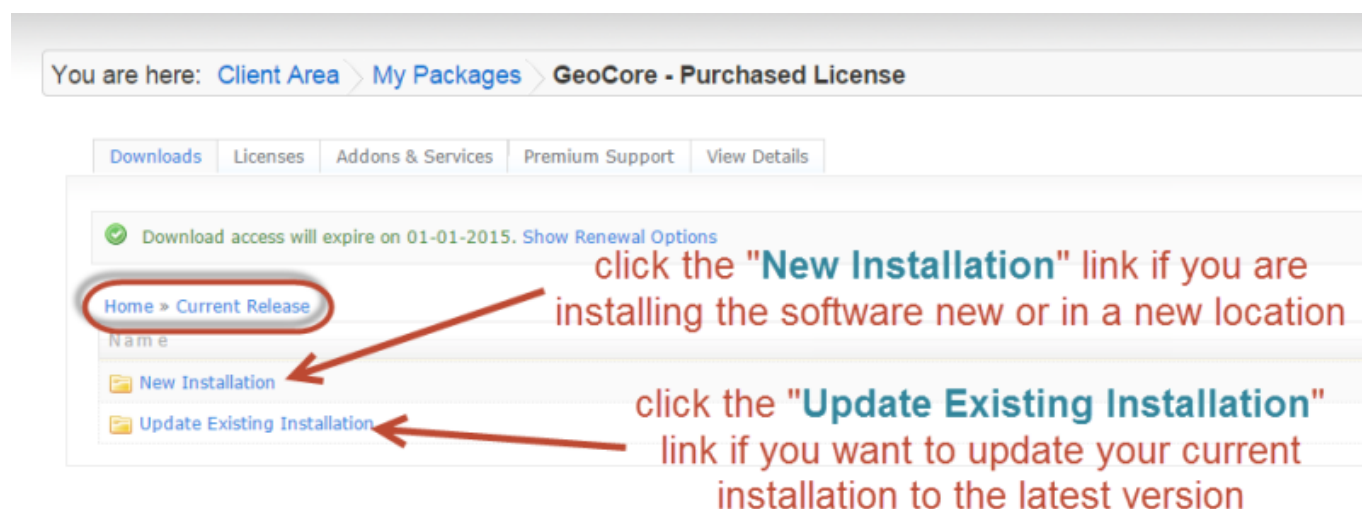 You are here: Client Area My Packages GeoCore - Purchased License
Downloads Licenses Addons & Services Premium Support View Details
Download access will expire on 01-01-2015. Show Renewal Options
click the "New Installation" link if you are
installing the software new or in a new location
Home » Current Release
Name
New Installation
Update Existing Installation
click the "Update Existing Installation"
link if you want to update your current
installation to the latest version